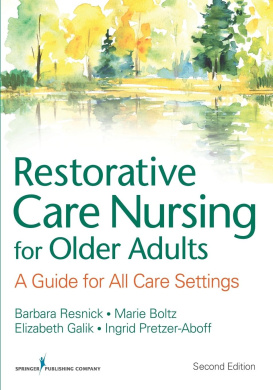 Restorative
Care Nursing
for Older Adults
A Guide for All Care Settings
Barbara Resnick • Marie Boltz
Elizabeth Galik • Ingrid Pretzer-Aboff
SPRINGER PUBLISHING COMPANY
Second Edition